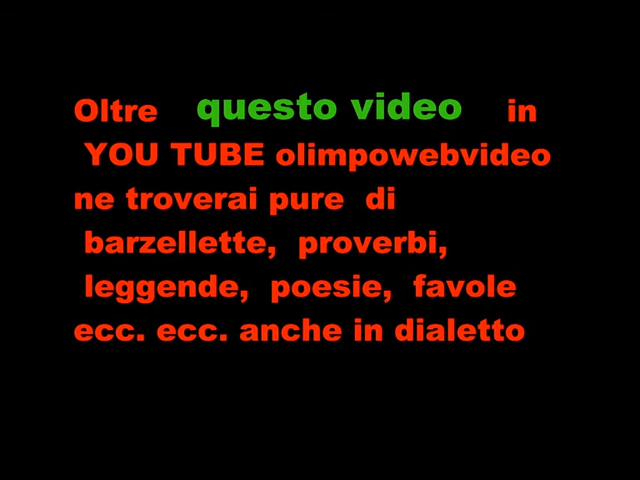 Oltre questo video in
YOU TUBE olimpowebvideo
ne troverai pure di
barzellette, proverbi,
leggende, poesie, favole
ecc. ecc. anche in dialetto